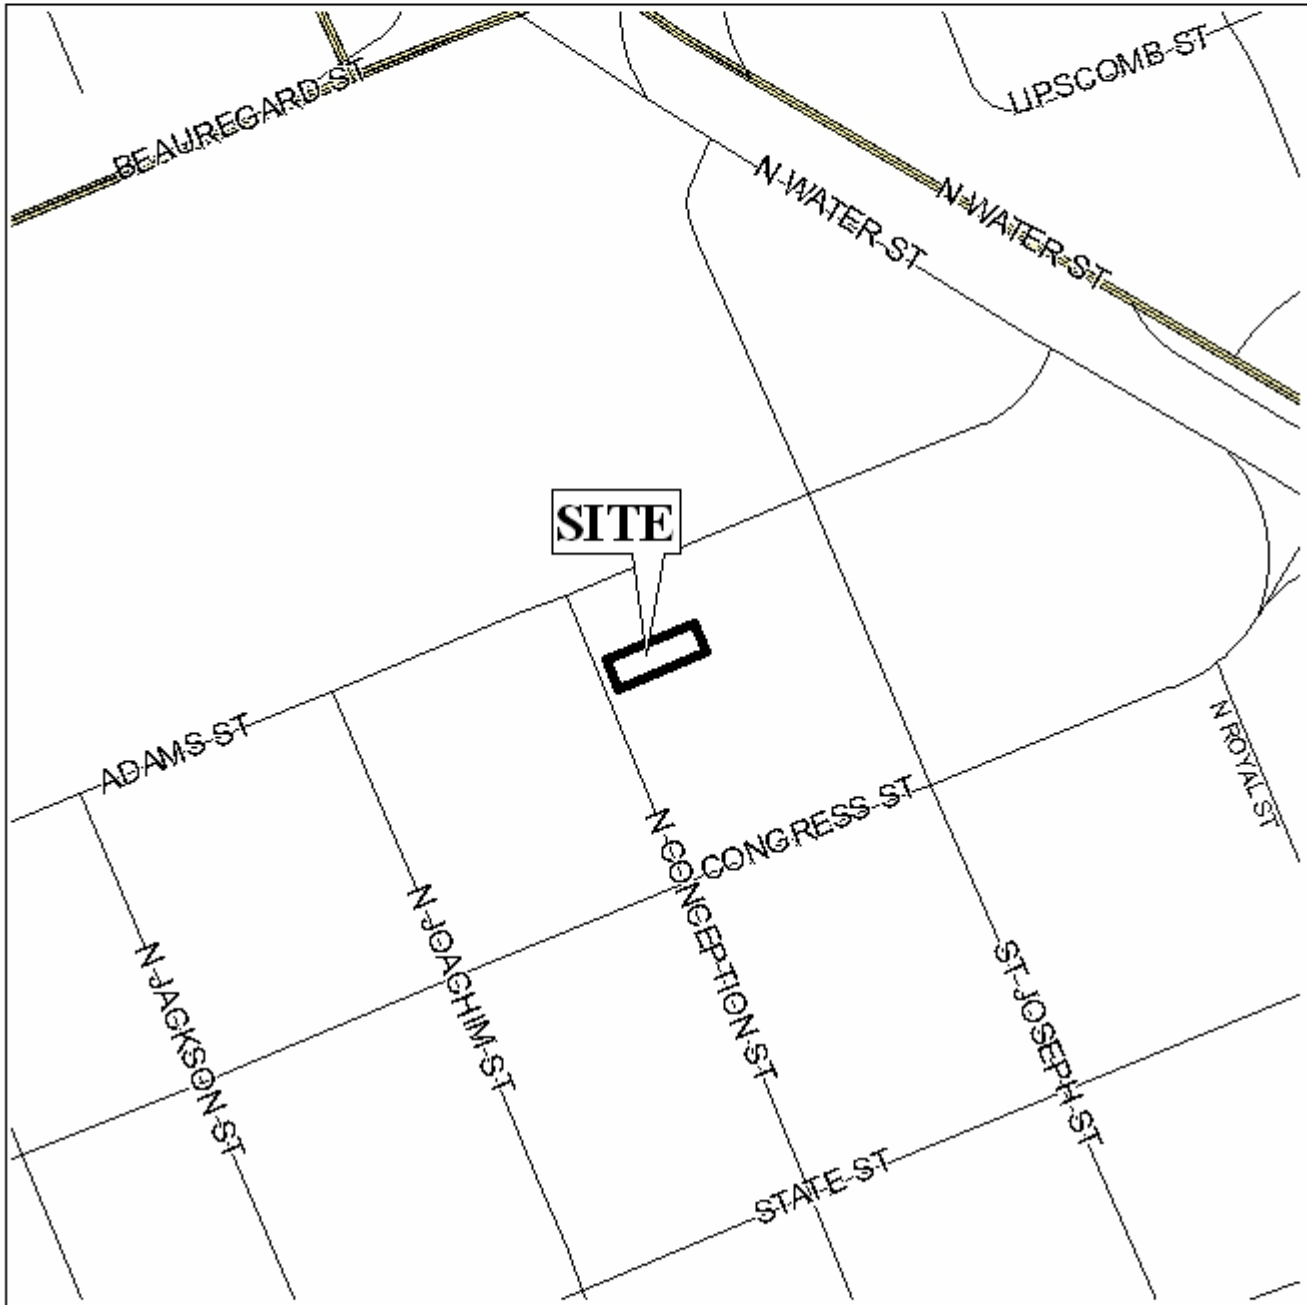 LIPSCOMB ST
BEAUREGARD ST
N WATER ST
N WATER ST
SITE
ADAMS ST
N ROYAL ST
CONGRESS ST
N CONCEPTION ST
N JOACHIM ST
N JACKSON ST
ST JOSEPH ST
STATE ST